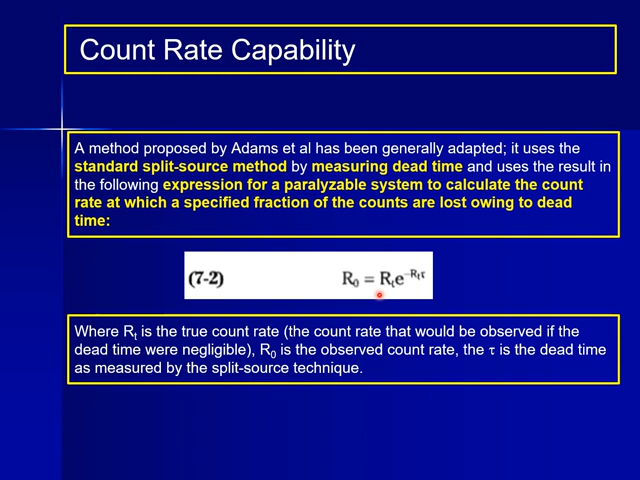 Count Rate Capability
A method proposed by Adams et al has been generally adapted; it uses the
standard split-source method by measuring dead time and uses the result in
the following expression for a paralyzable system to calculate the count
rate at which a specified fraction of the counts are lost owing to dead
time:
(7-2) R₀ = Rₜe^{-Rₜτ}
Where Rₜ is the true count rate (the count rate that would be observed if the
dead time were negligible), R₀ is the observed count rate, the τ is the dead time
as measured by the split-source technique.